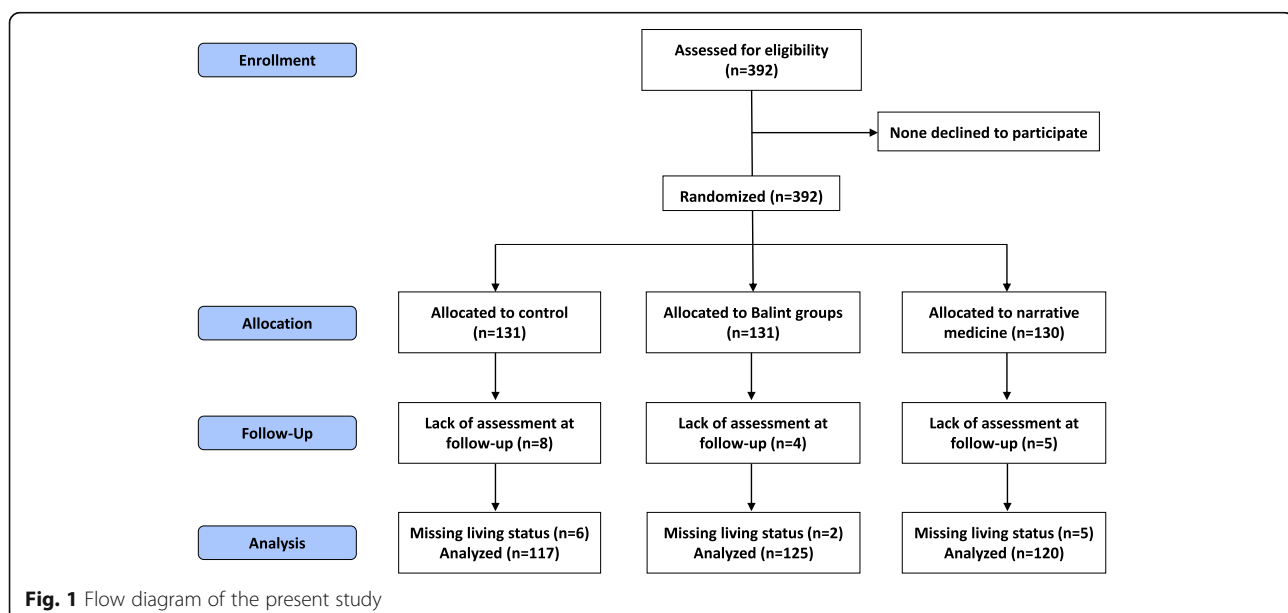 Enrollment
Assessed for eligibility
(n=392)
None declined to participate
Randomized (n=392)
Allocation
Allocated to control
(n=131)
Allocated to Balint groups
(n=131)
Allocated to narrative
medicine (n=130)
Follow-Up
Lack of assessment at
follow-up (n=8)
Lack of assessment at
follow-up (n=4)
Lack of assessment at
follow-up (n=5)
Analysis
Missing living status (n=6)
Analyzed (n=117)
Missing living status (n=2)
Analyzed (n=125)
Missing living status (n=5)
Analyzed (n=120)
Fig. 1 Flow diagram of the present study